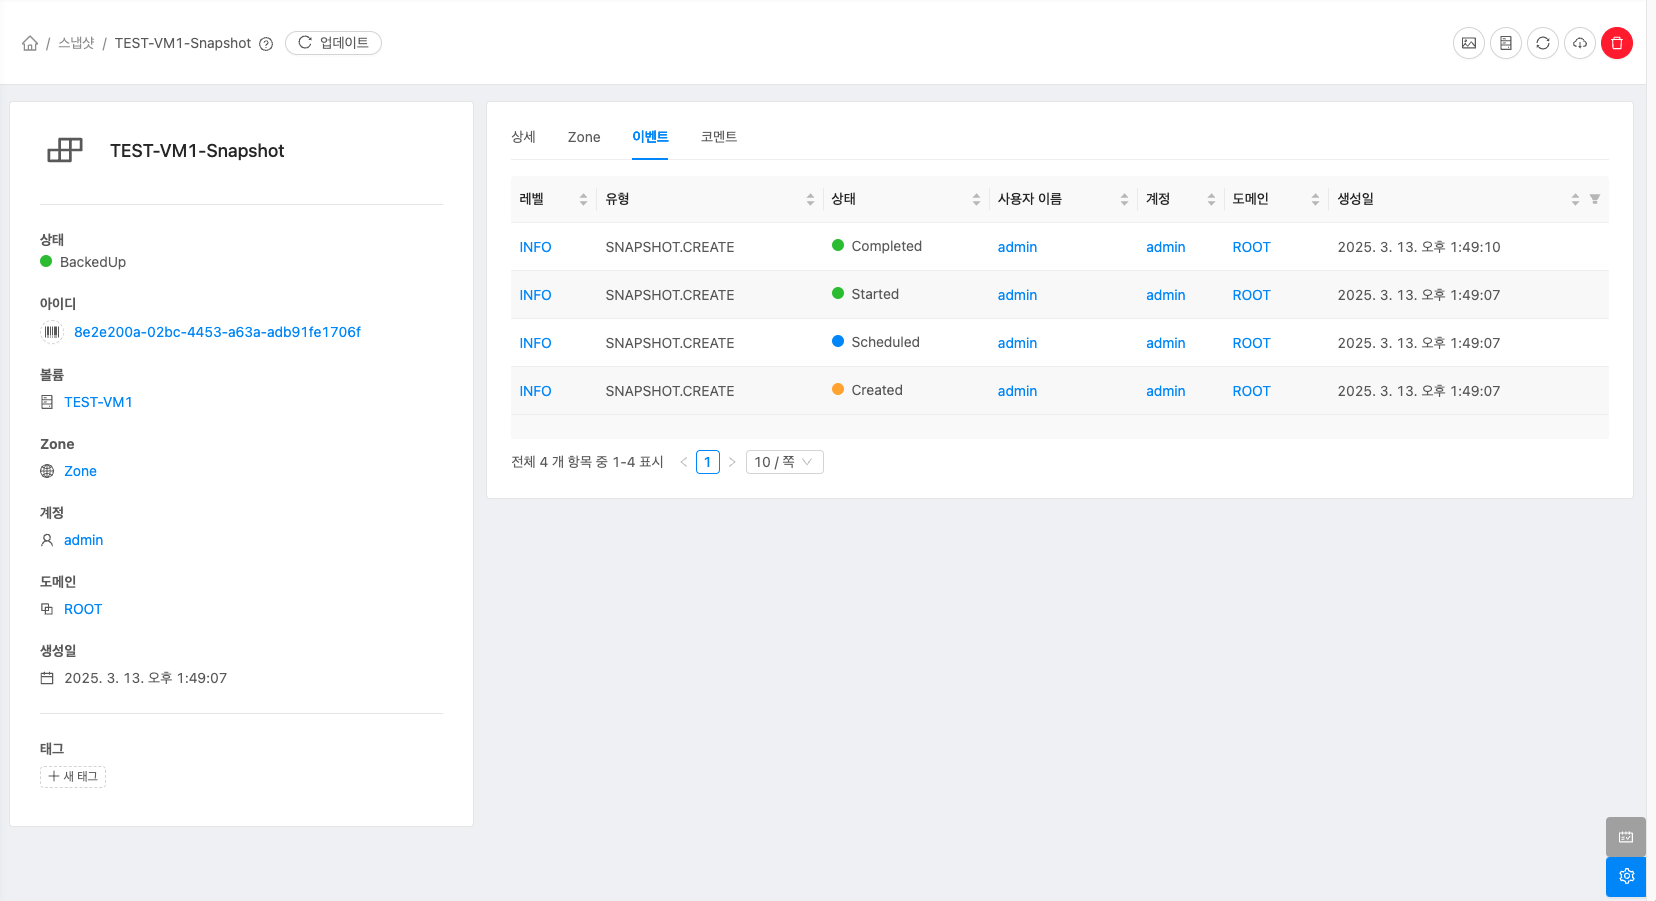 / 스냅샷 / TEST-VM1-Snapshot 업데이트
TEST-VM1-Snapshot
상태
BackedUp
아이디
8e2e200a-02bc-4453-a63a-adb91fe1706f
볼륨
TEST-VM1
Zone
Zone
계정
admin
도메인
ROOT
생성일
2025. 3. 13. 오후 1:49:07
태그
새 태그
상세 Zone 이벤트 코멘트
레벨 유형 상태 사용자 이름 계정 도메인 생성일
INFO SNAPSHOT.CREATE Completed admin admin ROOT 2025. 3. 13. 오후 1:49:10
INFO SNAPSHOT.CREATE Started admin admin ROOT 2025. 3. 13. 오후 1:49:07
INFO SNAPSHOT.CREATE Scheduled admin admin ROOT 2025. 3. 13. 오후 1:49:07
INFO SNAPSHOT.CREATE Created admin admin ROOT 2025. 3. 13. 오후 1:49:07
전체 4 개 항목 중 1-4 표시 < 1 > 10 / 쪽